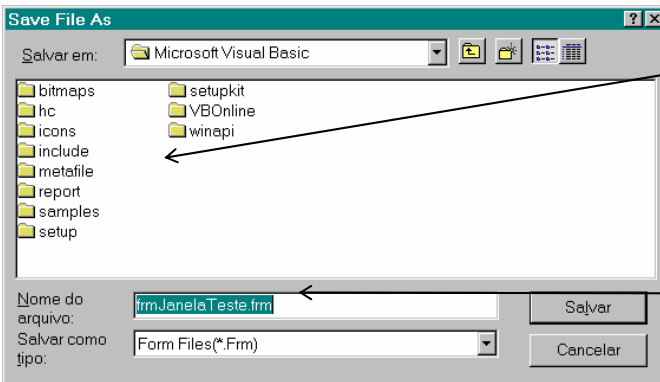 Save File As
Salvar em: Microsoft Visual Basic
bitmaps setupkit
hc VBOnline
icons winapi
include
metafile
report
samples
setup
Nome do arquivo: frmJanelaTeste.frm Salvar
Salvar como tipo: Form Files(*.Frm) Cancelar